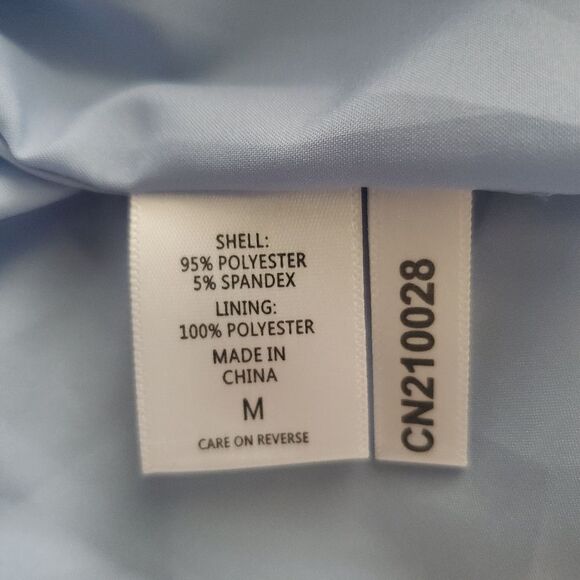 SHELL:
95% POLYESTER
5% SPANDEX
LINING:
100% POLYESTER
MADE IN
CHINA
M
CARE ON REVERSE
CN210028